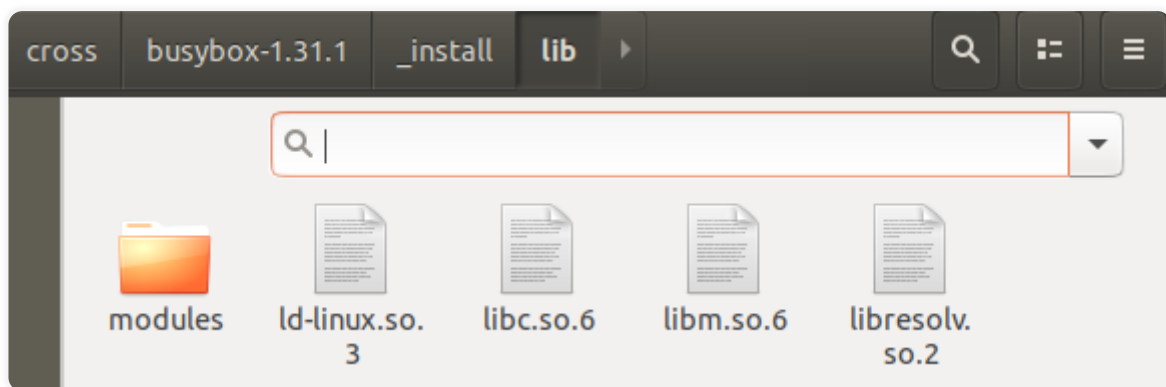 cross busybox-1.31.1 _install lib
modules ld-linux.so. libc.so.6 libm.so.6 libresolv.
3 so.2